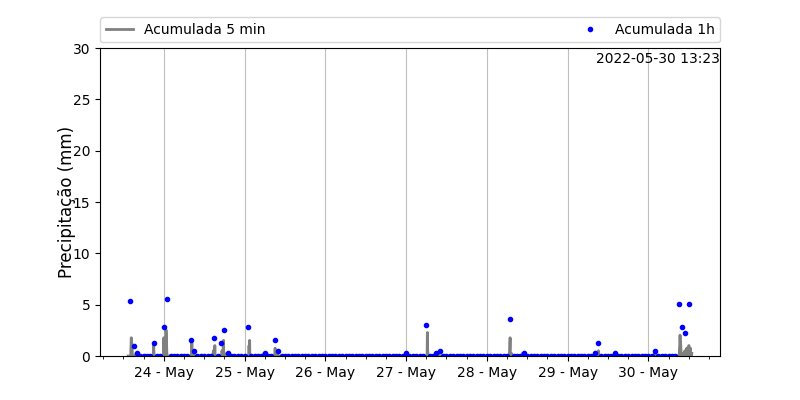 Acumulada 5 min
Acumulada 1h
2022-05-30 13:23
Precipitação (mm)
30
25
20
15
10
5
0
24 - May
25 - May
26 - May
27 - May
28 - May
29 - May
30 - May